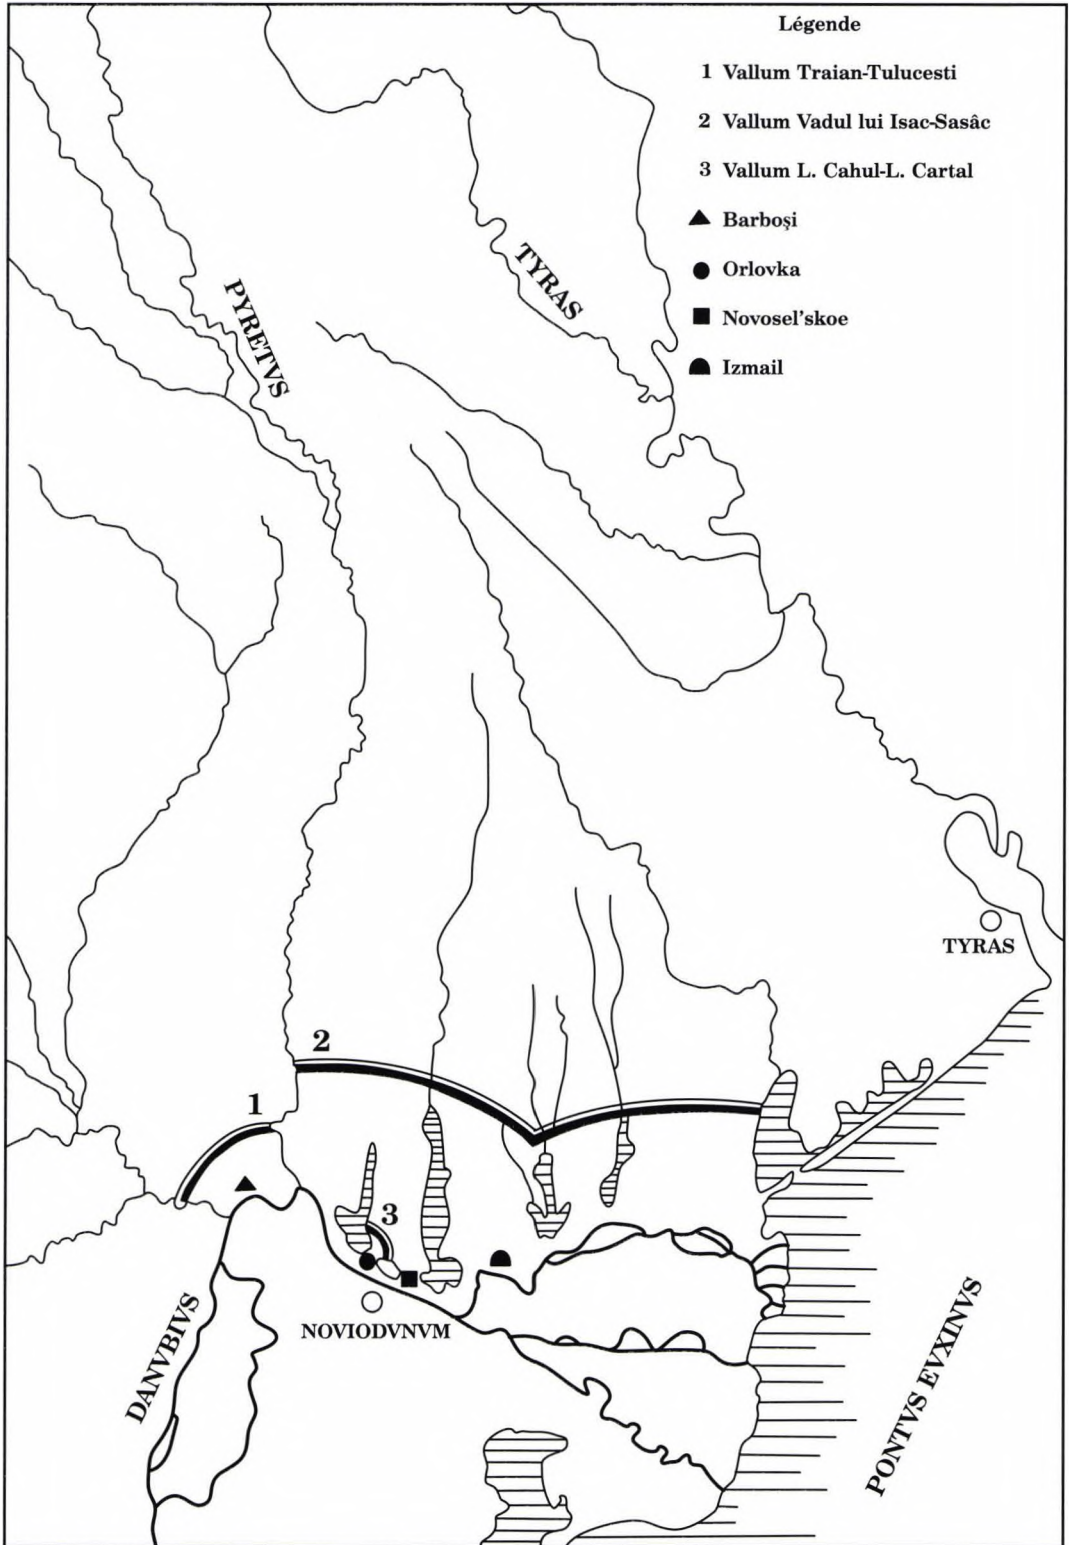 Légende
1 Vallum Traian-Tulucesti
2 Vallum Vadul lui Isac-Sasâc
3 Vallum L. Cahul-L. Cartal
Barboşi
Orlovka
Novosel'skoe
Izmail
TYRAS
PYRETVS
TYRAS
2
1
3
NOVIODVNVM
DANVBIVS
PONTVS EVXINVS